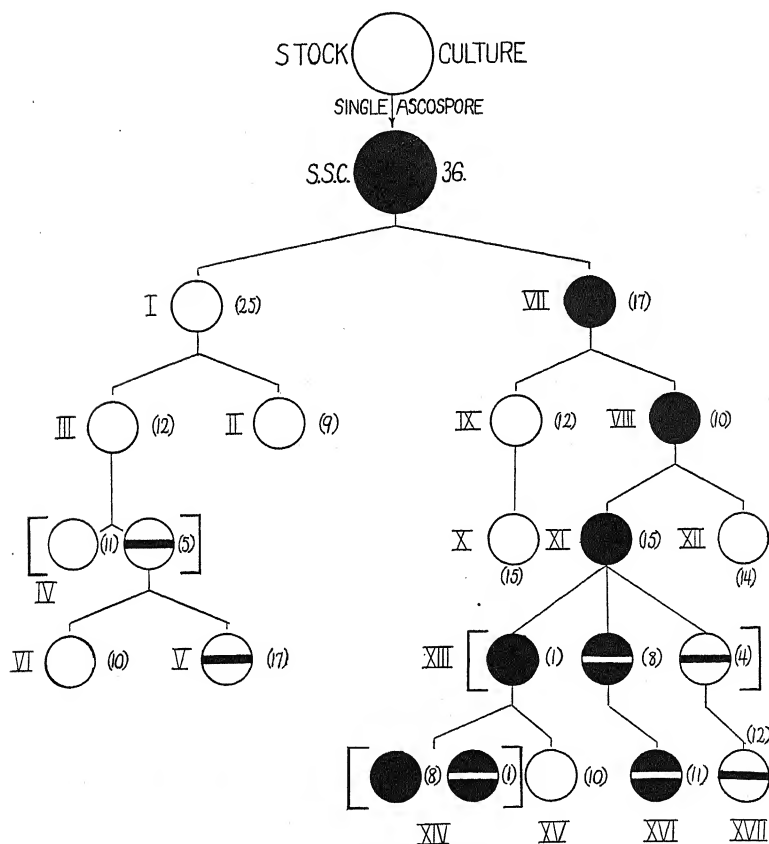 STOCK CULTURE
SINGLE ASCOSPORE
S.S.C. 36.
I (25) VII (17)
III (12) II (9) IX (12) VIII (10)
(11) (5) X XI (15) XII
IV (15) (14)
VI (10) V (17) XIII (1) (8) (4)
(12)
(8) (1) (10) (11)
XIV XV XVI XVII